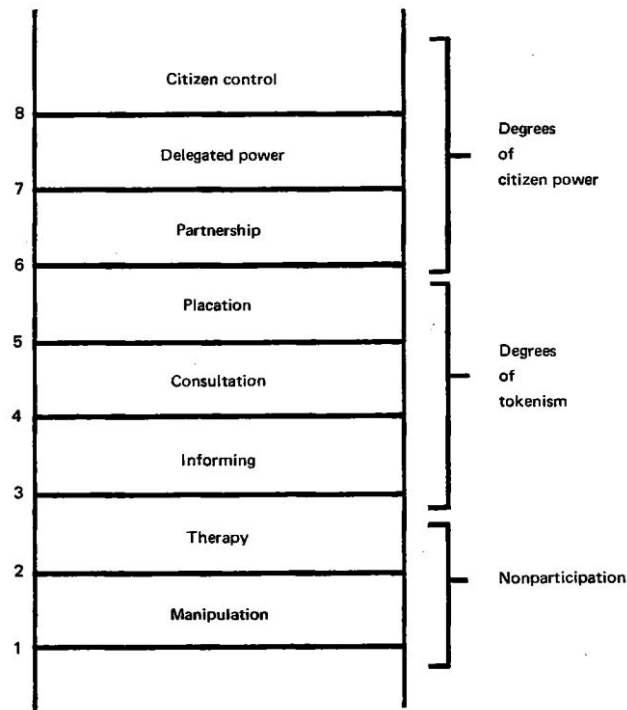 Citizen control
8
Delegated power
7
Partnership
6
Placation
5
Consultation
4
Informing
3
Therapy
2
Manipulation
1
Degrees
of
citizen power
Degrees
of
tokenism
Nonparticipation